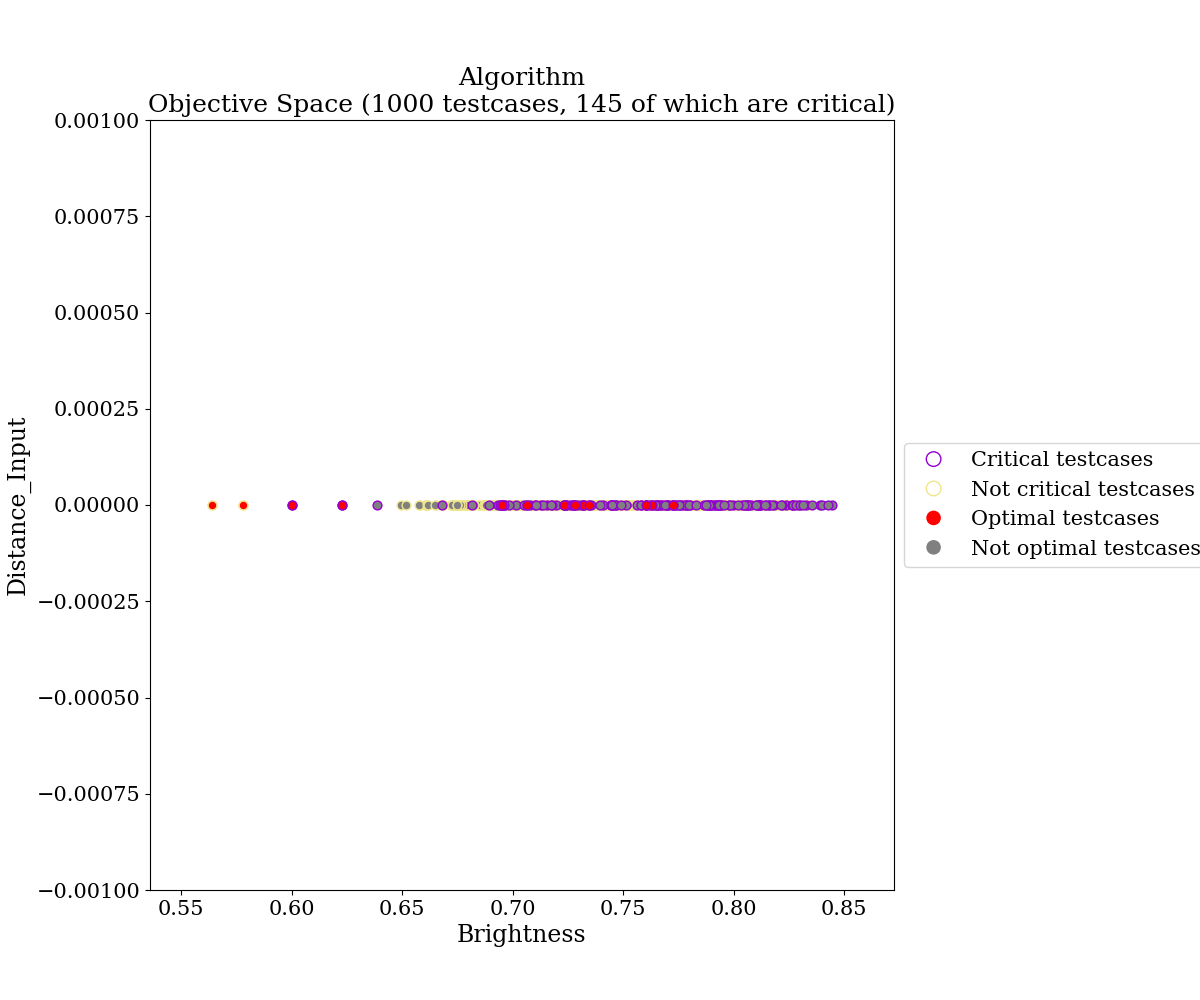 Algorithm
Objective Space (1000 testcases, 145 of which are critical)
0.00100
0.00075
0.00050
0.00025
0.00000
−0.00025
−0.00050
−0.00075
−0.00100
Distance_Input
0.55 0.60 0.65 0.70 0.75 0.80 0.85
Brightness
Critical testcases
Not critical testcases
Optimal testcases
Not optimal testcases